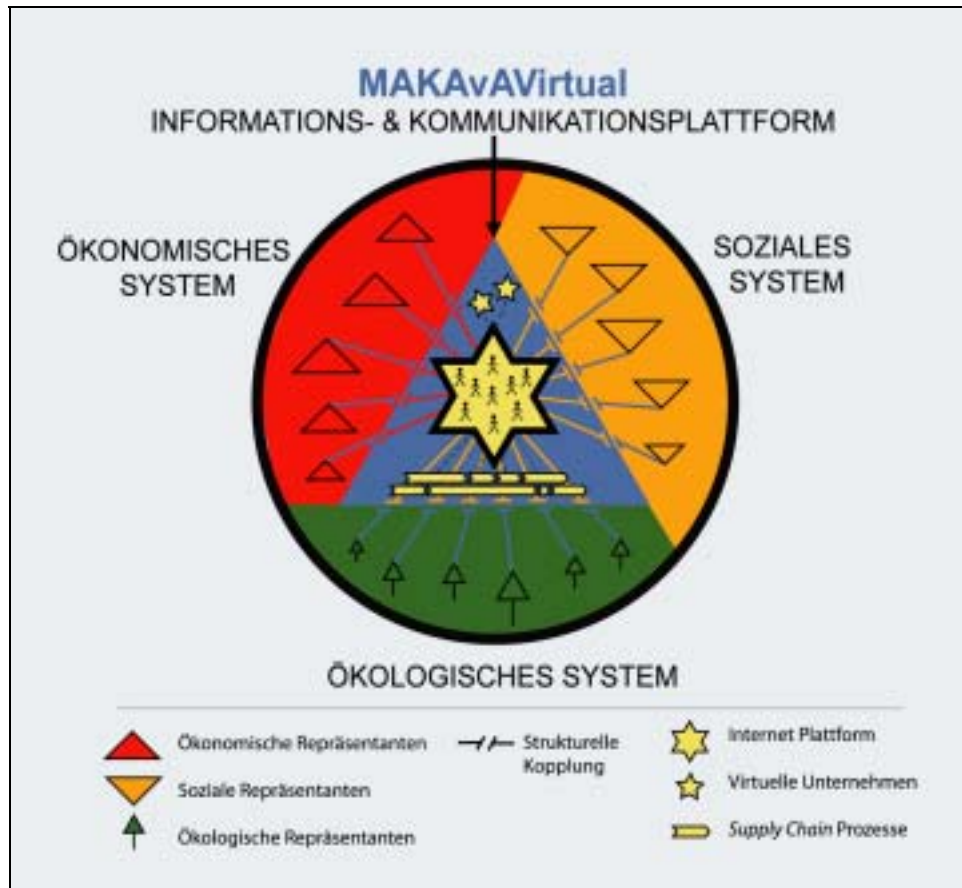 MAKAvAVirtual
INFORMATIONS- & KOMMUNIKATIONSPLATTFORM
ÖKONOMISCHES
SYSTEM
SOZIALES
SYSTEM
ÖKOLOGISCHES SYSTEM
Ökonomische Repräsentanten
Soziale Repräsentanten
Ökologische Repräsentanten
Strukturelle
Kopplung
Internet Plattform
Virtuelle Unternehmen
Supply Chain Prozesse